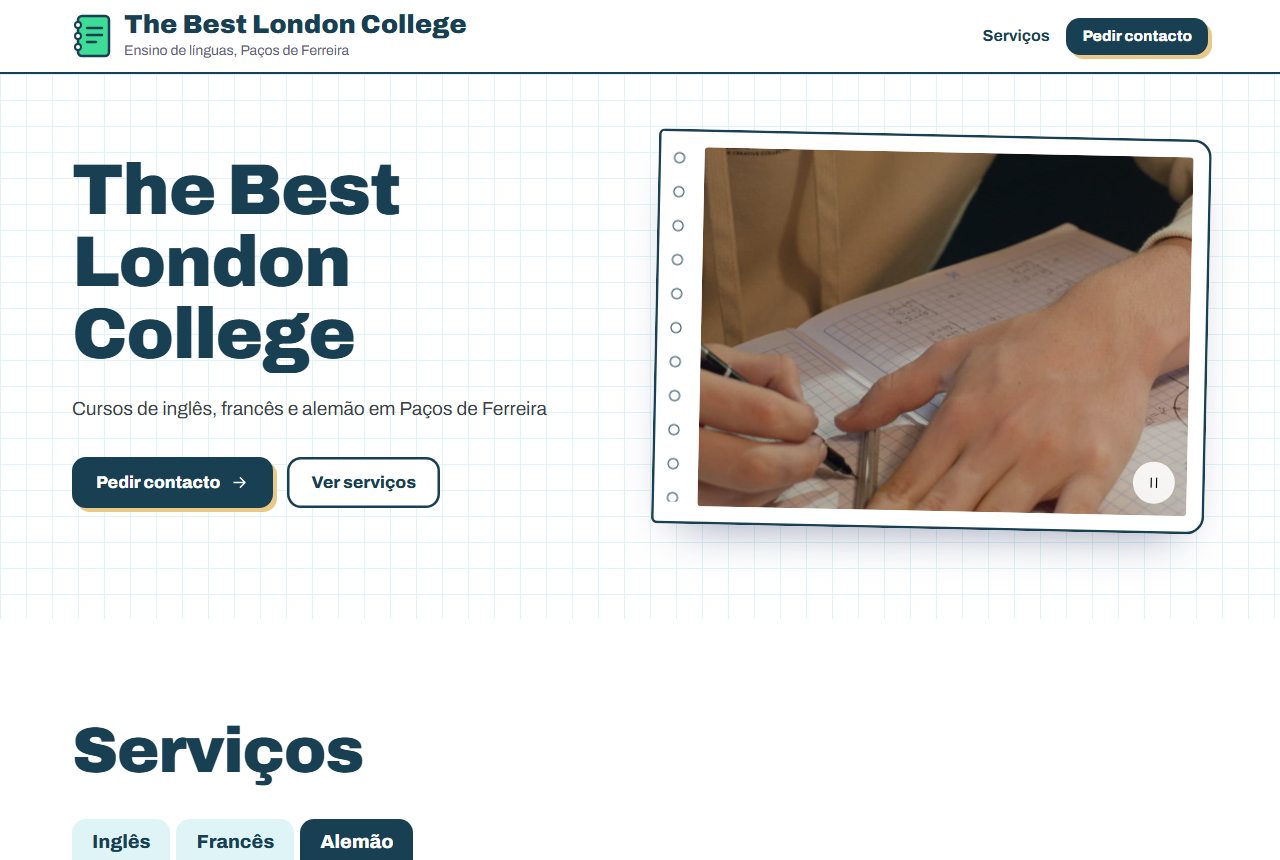 The Best London College
Ensino de línguas, Paços de Ferreira
Serviços
Pedir contacto
The Best
London
College
Cursos de inglês, francês e alemão em Paços de Ferreira
Pedir contacto →
Ver serviços
Serviços
Inglês
Francês
Alemão